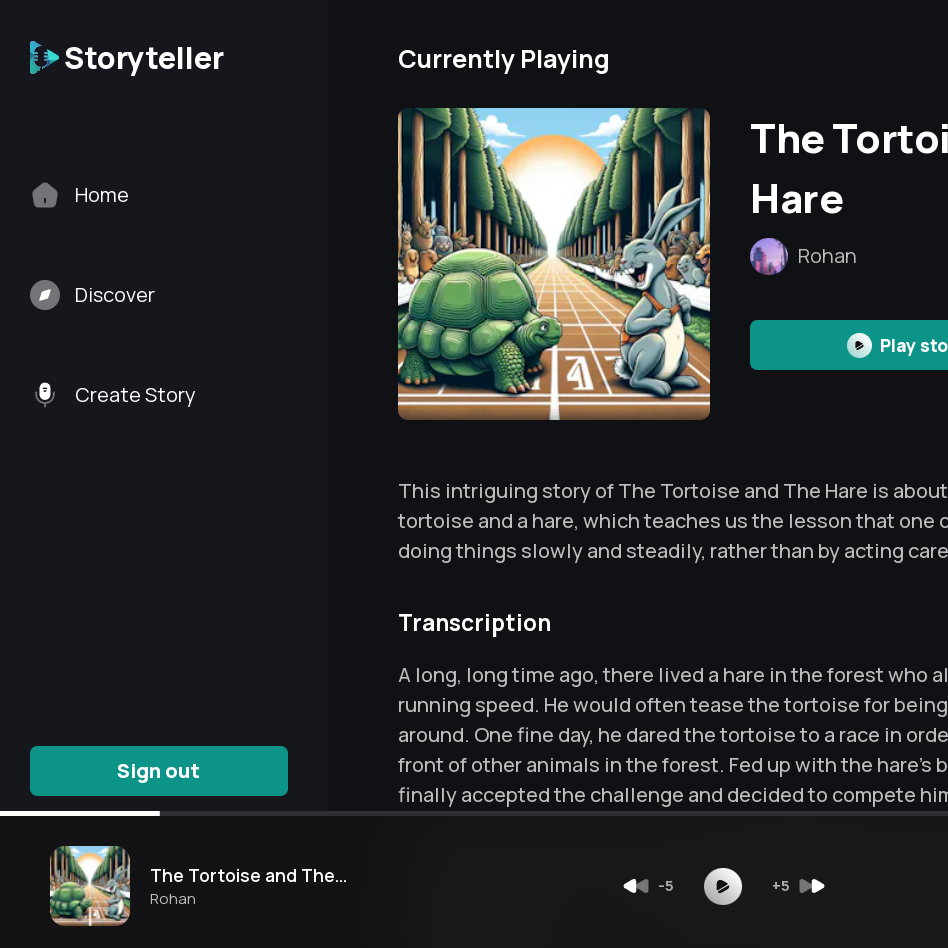 Storyteller
Home
Discover
Create Story
Sign out
Currently Playing
The Tortoi
Hare
Rohan
Play sto
This intriguing story of The Tortoise and The Hare is about
tortoise and a hare, which teaches us the lesson that one c
doing things slowly and steadily, rather than by acting care
Transcription
A long, long time ago, there lived a hare in the forest who al
running speed. He would often tease the tortoise for being
around. One fine day, he dared the tortoise to a race in orde
front of other animals in the forest. Fed up with the hare's b
finally accepted the challenge and decided to compete him
The Tortoise and The...
Rohan
-5
+5